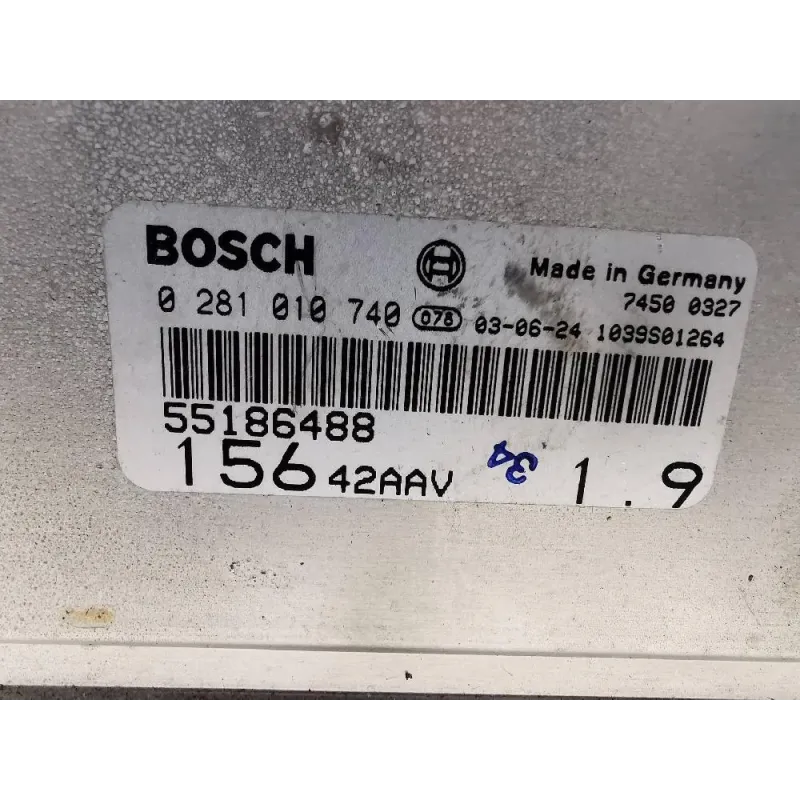 BOSCH
Made in Germany
7450 0327
0 281 010 740 078 03-06-24 1039S01264
55186488
156 42AAV 34 1.9